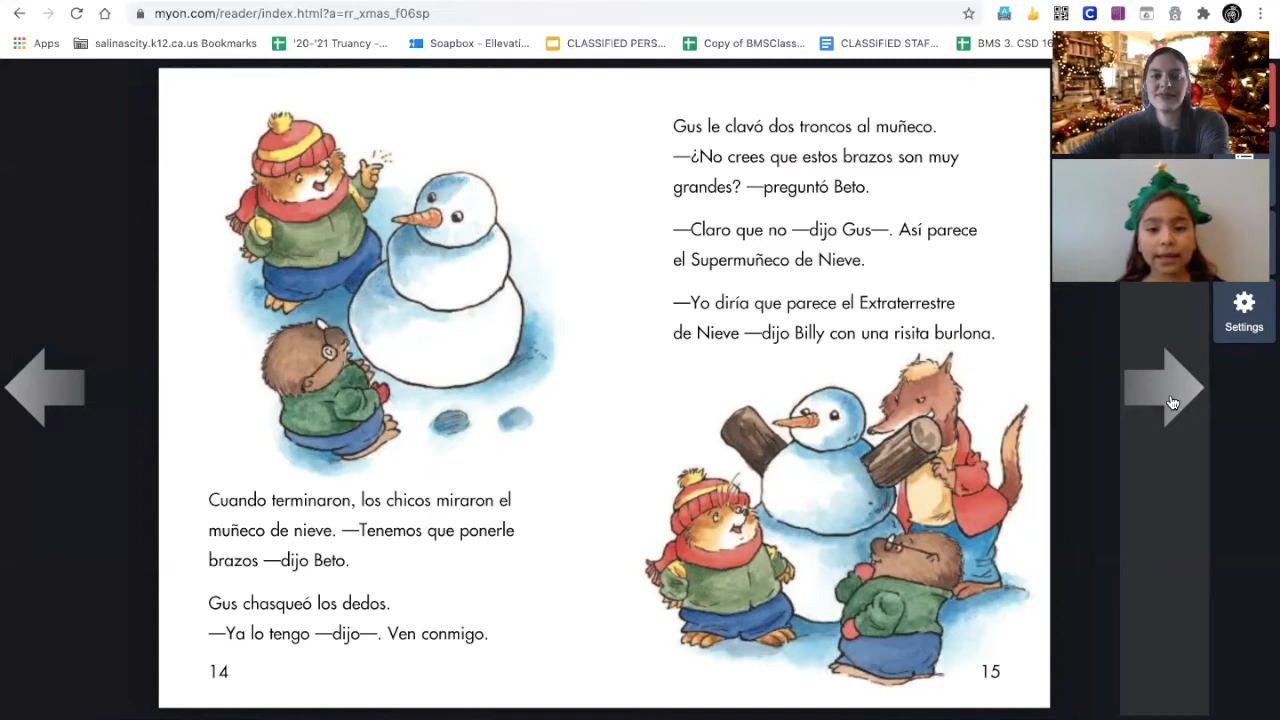 myon.com/reader/index.html?a=rr_xmas_f06sp
Apps
salinascity.k12.ca.us Bookmarks
'20-'21 Truancy -...
Soapbox - Ellevati...
CLASSIFIED PERS...
Copy of BMSClass...
CLASSIFIED STAF...
BMS 3. CSD 16
Cuando terminaron, los chicos miraron el
muñeco de nieve. —Tenemos que ponerle
brazos —dijo Beto.
Gus chasqueó los dedos.
—Ya lo tengo —dijo—. Ven conmigo.
14
Gus le clavó dos troncos al muñeco.
—¿No crees que estos brazos son muy
grandes? —preguntó Beto.
—Claro que no —dijo Gus—. Así parece
el Supermuñeco de Nieve.
—Yo diría que parece el Extraterrestre
de Nieve —dijo Billy con una risita burlona.
15
Settings